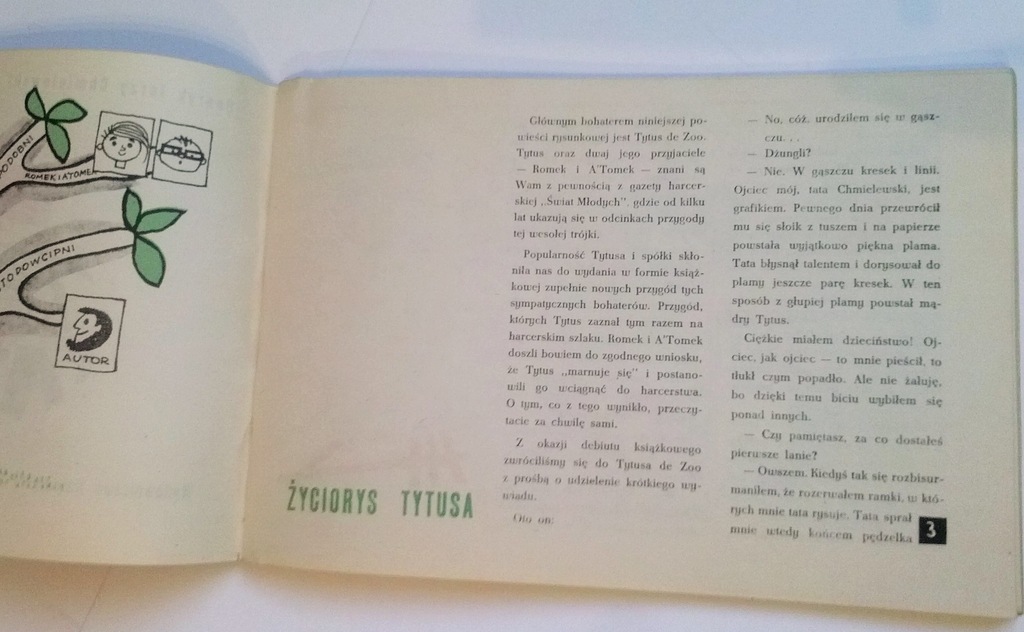 ROMEK I ATOMEK
TO DOWCIPNI
AUTOR
ŻYCIORYS TYTUSA
Głównym bohaterem niniejszej po-
wieści rysunkowej jest Tytus de Zoo.
Tytus oraz dwaj jego przyjaciele
— Romek i A'Tomek — znani są
Wam z pewnością z gazety harcer-
skiej „Świat Młodych", gdzie od kilku
lat ukazują się w odcinkach przygody
tej wesołej trójki.
Popularność Tytusa i spółki skło-
niła nas do wydania w formie książ-
kowej zupełnie nowych przygód tych
sympatycznych bohaterów. Przygód,
których Tytus zaznał tym razem na
harcerskim szlaku. Romek i A'Tomek
doszli bowiem do zgodnego wniosku,
że Tytus „marnuje się" i postano-
wili go wciągnąć do harcerstwa.
O tym, co z tego wynikło, przeczy-
tacie za chwilę sami.
Z okazji debiutu książkowego
zwróciliśmy się do Tytusa de Zoo
z prośbą o udzielenie krótkiego wy-
wiadu.
Oto on:
— No, cóż, urodziłem się w gąsz-
czu...
— Dżungli?
— Nie. W gąszczu kresek i linii.
Ojciec mój, tata Chmielewski, jest
grafikiem. Pewnego dnia przewrócił
mu się słoik z tuszem i na papierze
powstała wyjątkowo piękna plama.
Tata błysnął talentem i dorysował do
plamy jeszcze parę kresek. W ten
sposób z głupiej plamy powstał mą-
dry Tytus.
Ciężkie miałem dzieciństwo! Oj-
ciec, jak ojciec — to mnie pieścił, to
tłukł czym popadło. Ale nie żałuję,
bo dzięki temu biciu wybiłem się
ponad innych.
— Czy pamiętasz, za co dostałeś
pierwsze lanie?
— Owszem. Kiedyś tak się rozbisur-
maniłem, że rozerwałem ramki, w któ-
rych mnie tata rysuje. Tata sprał
mnie wtedy końcem pędzelka
3